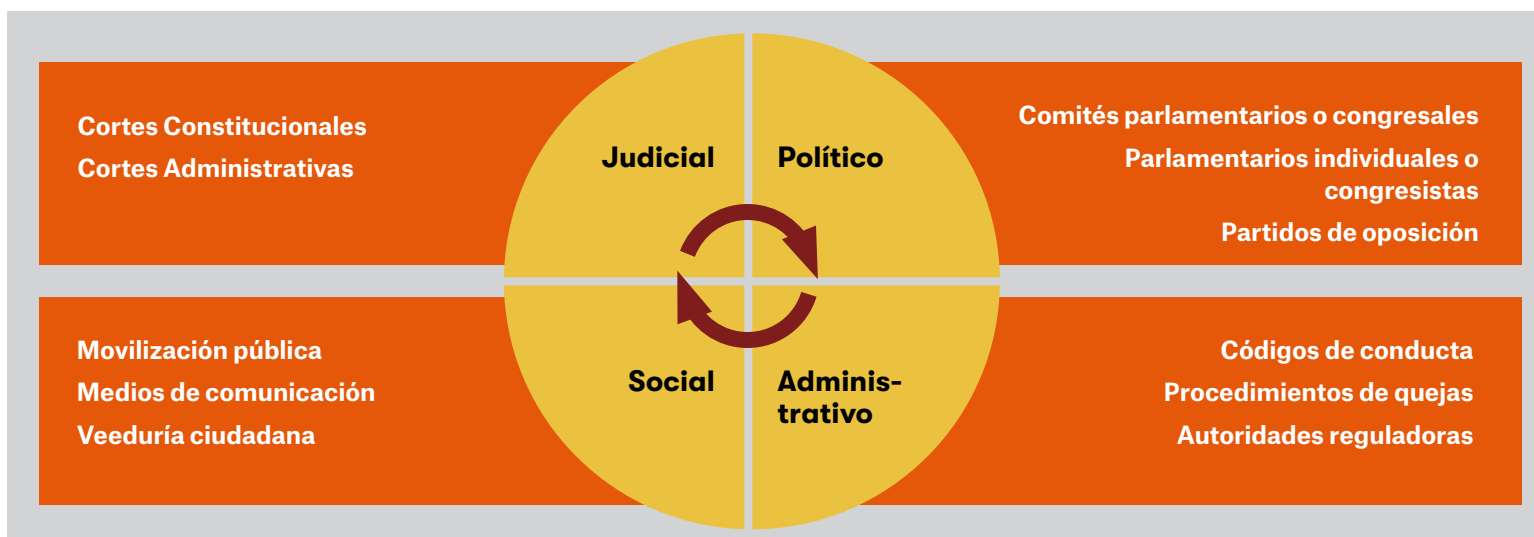 Cortes Constitucionales
Cortes Administrativas
Judicial
Político
Comités parlamentarios o congresales
Parlamentarios individuales o
congresistas
Partidos de oposición
Movilización pública
Medios de comunicación
Veeduría ciudadana
Social
Adminis-
trativo
Códigos de conducta
Procedimientos de quejas
Autoridades reguladoras